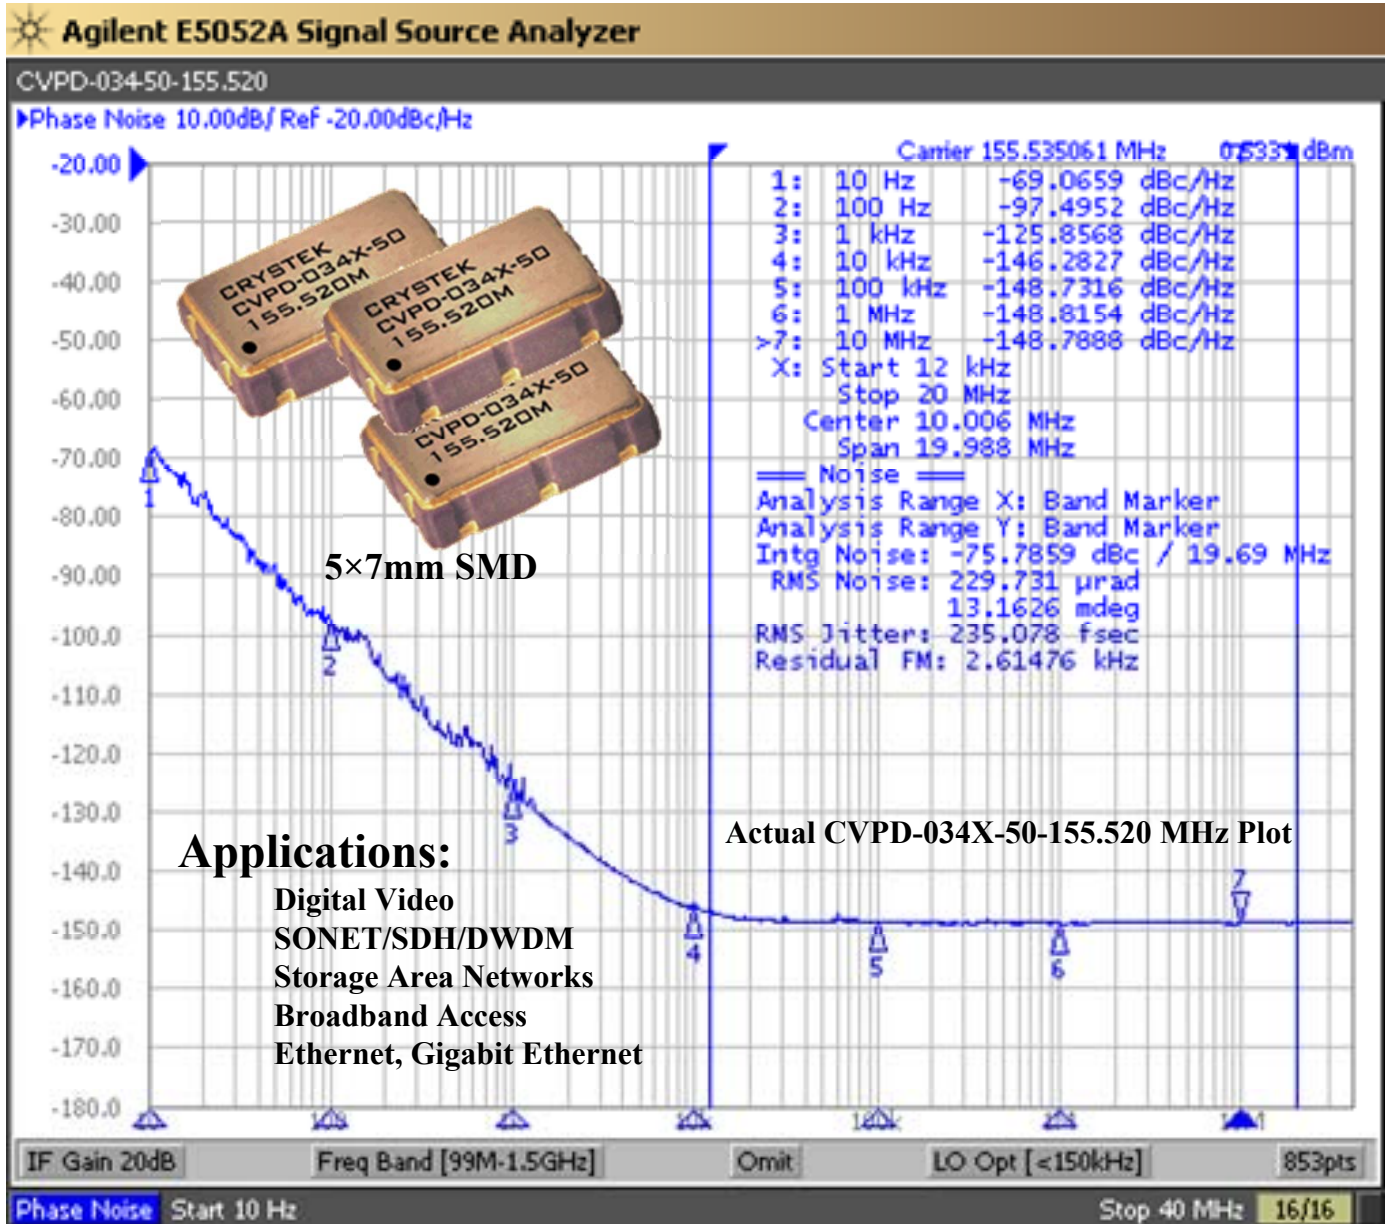 Agilent E5052A Signal Source Analyzer
CVPD-034-50-155.520
Phase Noise 10.00dB/ Ref -20.00dBc/Hz
Carrier 155.535061 MHz dBm
-20.00
-30.00
-40.00
-50.00
-60.00
-70.00
-80.00
-90.00
-100.0
-110.0
-120.0
-130.0
-140.0
-150.0
-160.0
-170.0
-180.0
1: 10 Hz -69.0659 dBc/Hz
2: 100 Hz -97.4952 dBc/Hz
3: 1 kHz -125.8568 dBc/Hz
4: 10 kHz -146.2827 dBc/Hz
5: 100 kHz -148.7316 dBc/Hz
6: 1 MHz -148.8154 dBc/Hz
>7: 10 MHz -148.7888 dBc/Hz
X: Start 12 kHz
Stop 20 MHz
Center 10.006 MHz
Span 19.988 MHz
=== Noise ===
Analysis Range X: Band Marker
Analysis Range Y: Band Marker
Intg Noise: -75.7859 dBc / 19.69 MHz
RMS Noise: 229.731 µrad
13.1626 mdeg
RMS Jitter: 235.078 fsec
Residual FM: 2.61476 kHz
CRYSTEK
CVPD-034X-50
155.520M
CRYSTEK
CVPD-034X-50
155.520M
CVPD-034X-50
155.520M
5×7mm SMD
1
2
3
4
5
6
7
Actual CVPD-034X-50-155.520 MHz Plot
Applications:
Digital Video
SONET/SDH/DWDM
Storage Area Networks
Broadband Access
Ethernet, Gigabit Ethernet
IF Gain 20dB
Freq Band [99M-1.5GHz]
Omit
LO Opt [<150kHz]
853pts
Phase Noise Start 10 Hz
Stop 40 MHz 16/16